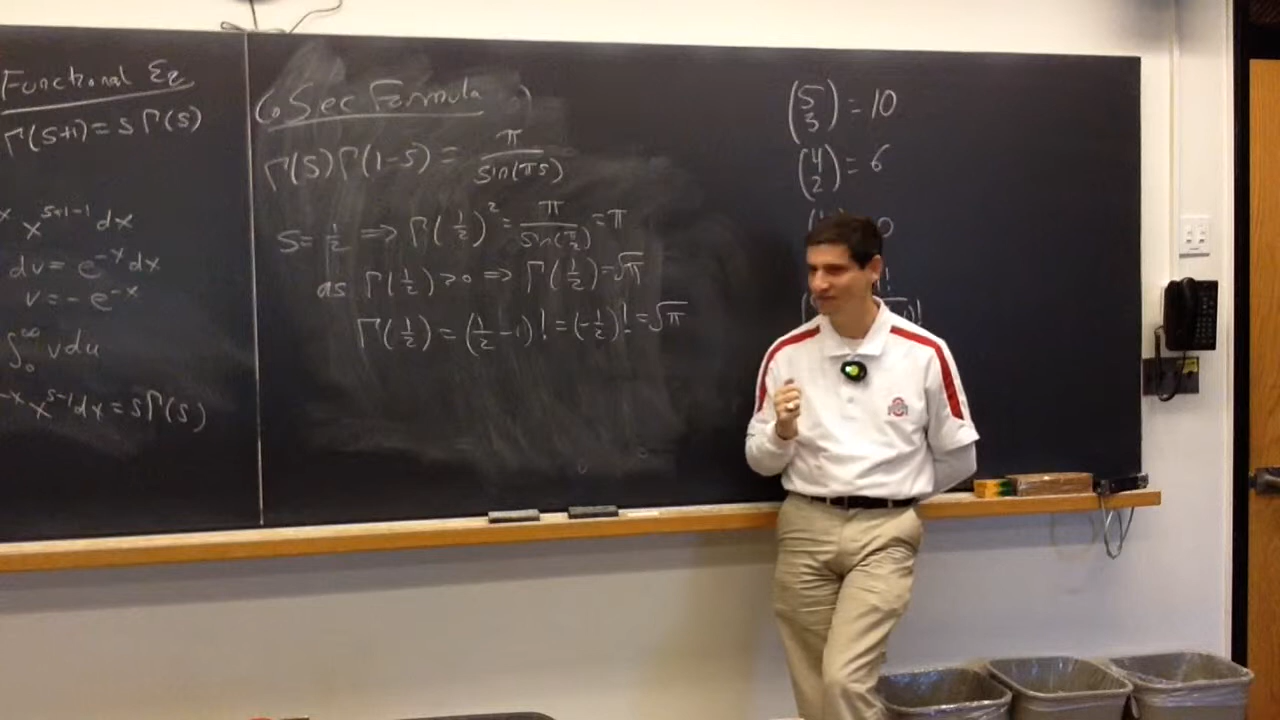 Functional Eq
Γ(s+1) = sΓ(s)
x^{s+1-1} dx
dv = e^{-x} dx
v = -e^{-x}
∫_0^∞ v du
x^{s-1} dx = sΓ(s)
CoSec Formula
Γ(s)Γ(1-s) = π/sin(πs)
s = 1/2 ⇒ Γ(1/2)^2 = π/sin(π/2) = π
as Γ(1/2) > 0 ⇒ Γ(1/2) = √π
Γ(1/2) = (1/2 - 1)! = (-1/2)! = √π
(5 3) = 10
(4 2) = 6